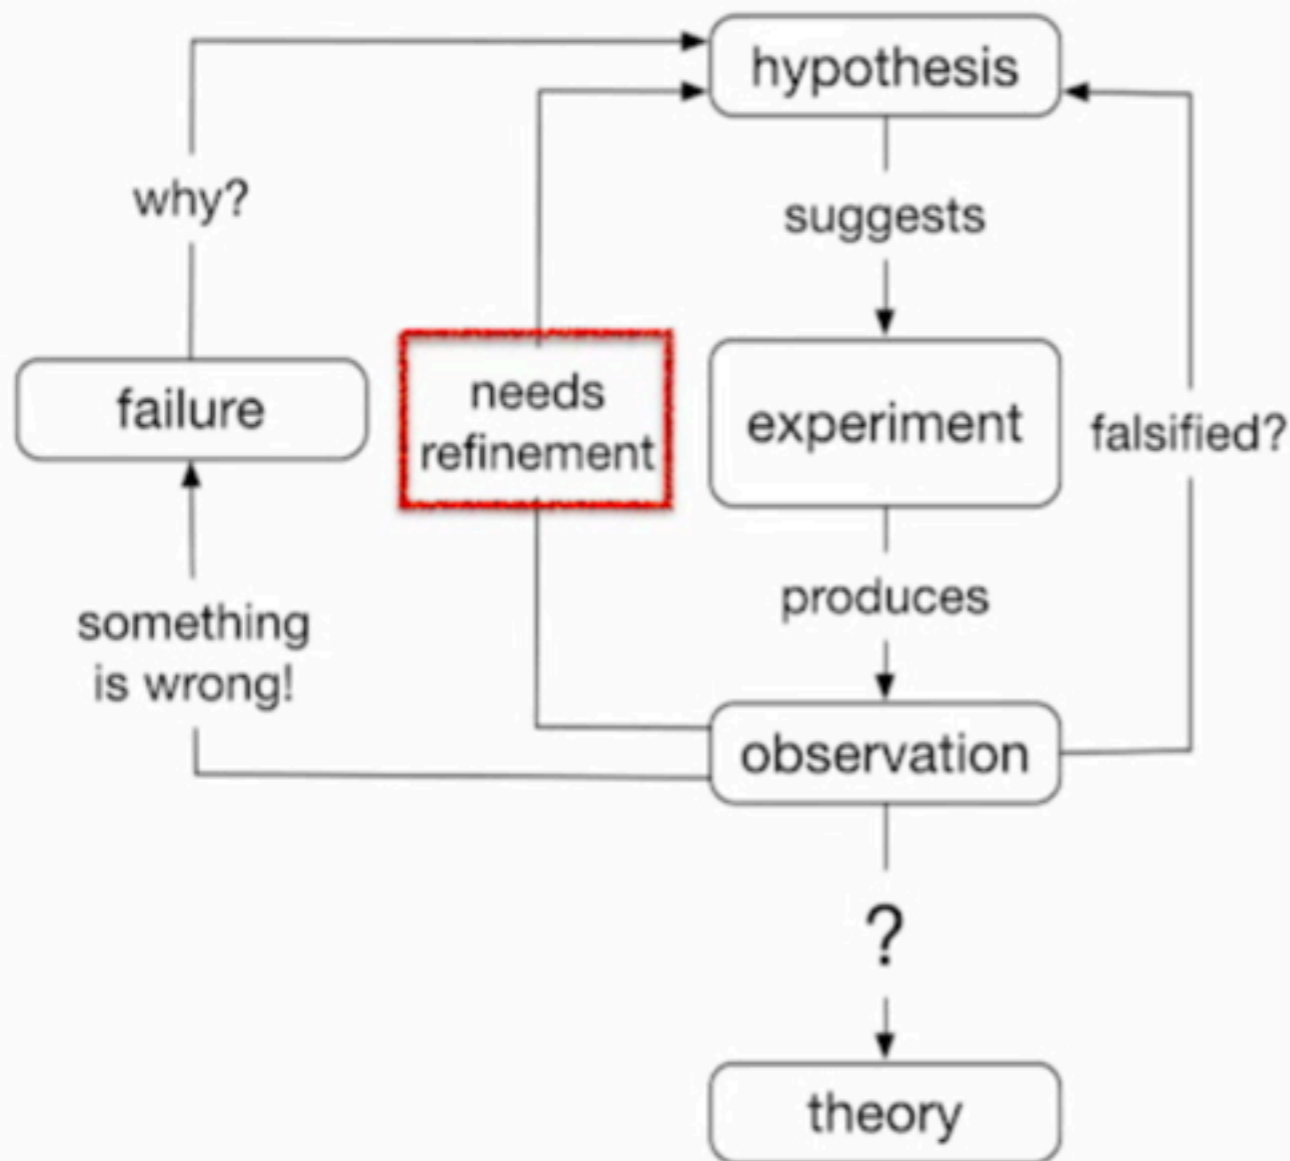 hypothesis
why?
suggests
failure
needs
refinement
experiment
falsified?
something
is wrong!
produces
observation
?
theory